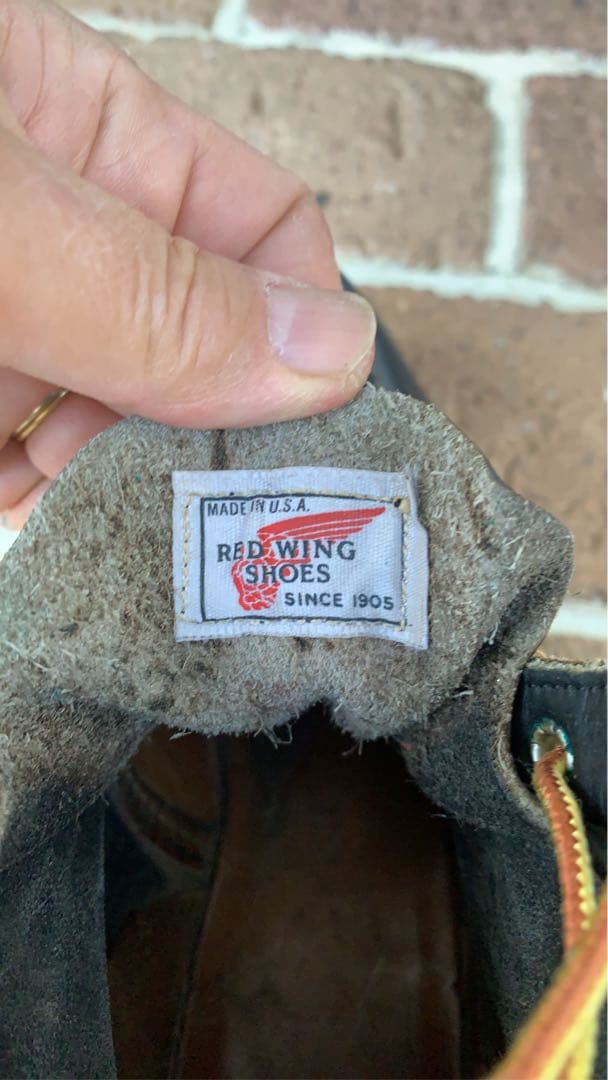 MADE IN U.S.A.
RED WING
SHOES
SINCE 1905